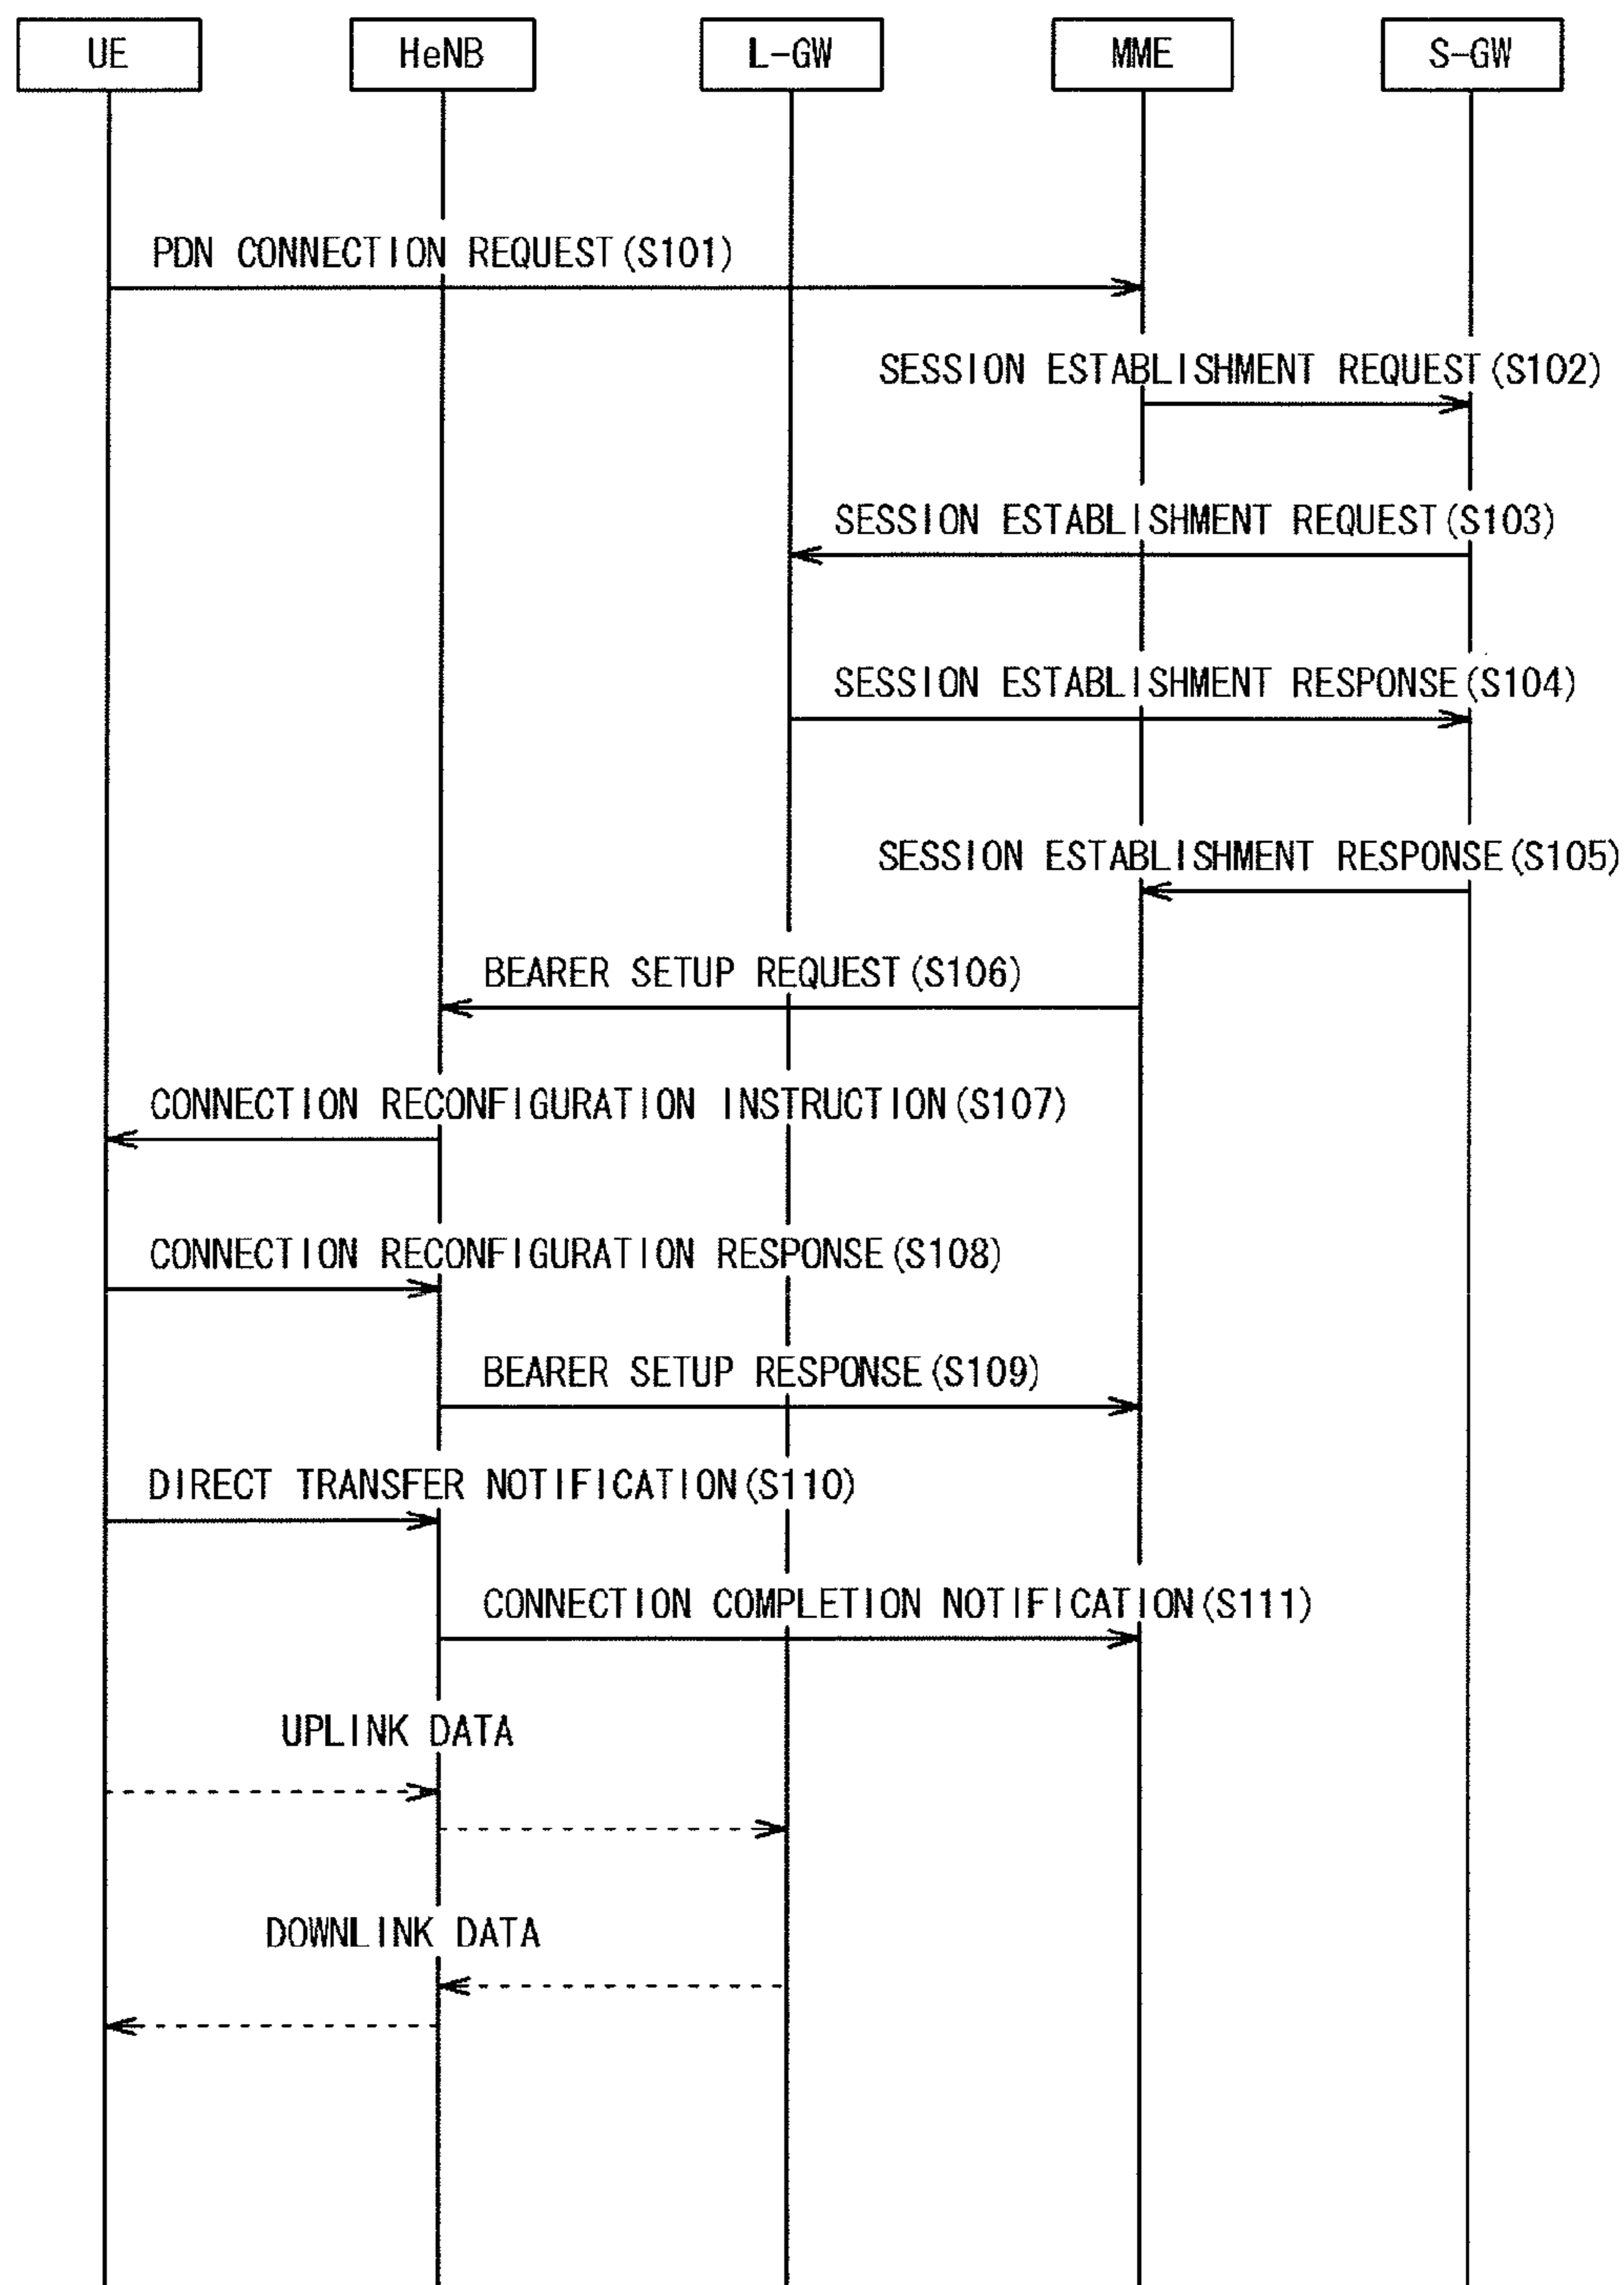 UE
HeNB
L-GW
MME
S-GW
PDN CONNECTION REQUEST(S101)
SESSION ESTABLISHMENT REQUEST(S102)
SESSION ESTABLISHMENT REQUEST(S103)
SESSION ESTABLISHMENT RESPONSE(S104)
SESSION ESTABLISHMENT RESPONSE(S105)
BEARER SETUP REQUEST(S106)
CONNECTION RECONFIGURATION INSTRUCTION(S107)
CONNECTION RECONFIGURATION RESPONSE(S108)
BEARER SETUP RESPONSE(S109)
DIRECT TRANSFER NOTIFICATION(S110)
CONNECTION COMPLETION NOTIFICATION(S111)
UPLINK DATA
DOWNLINK DATA